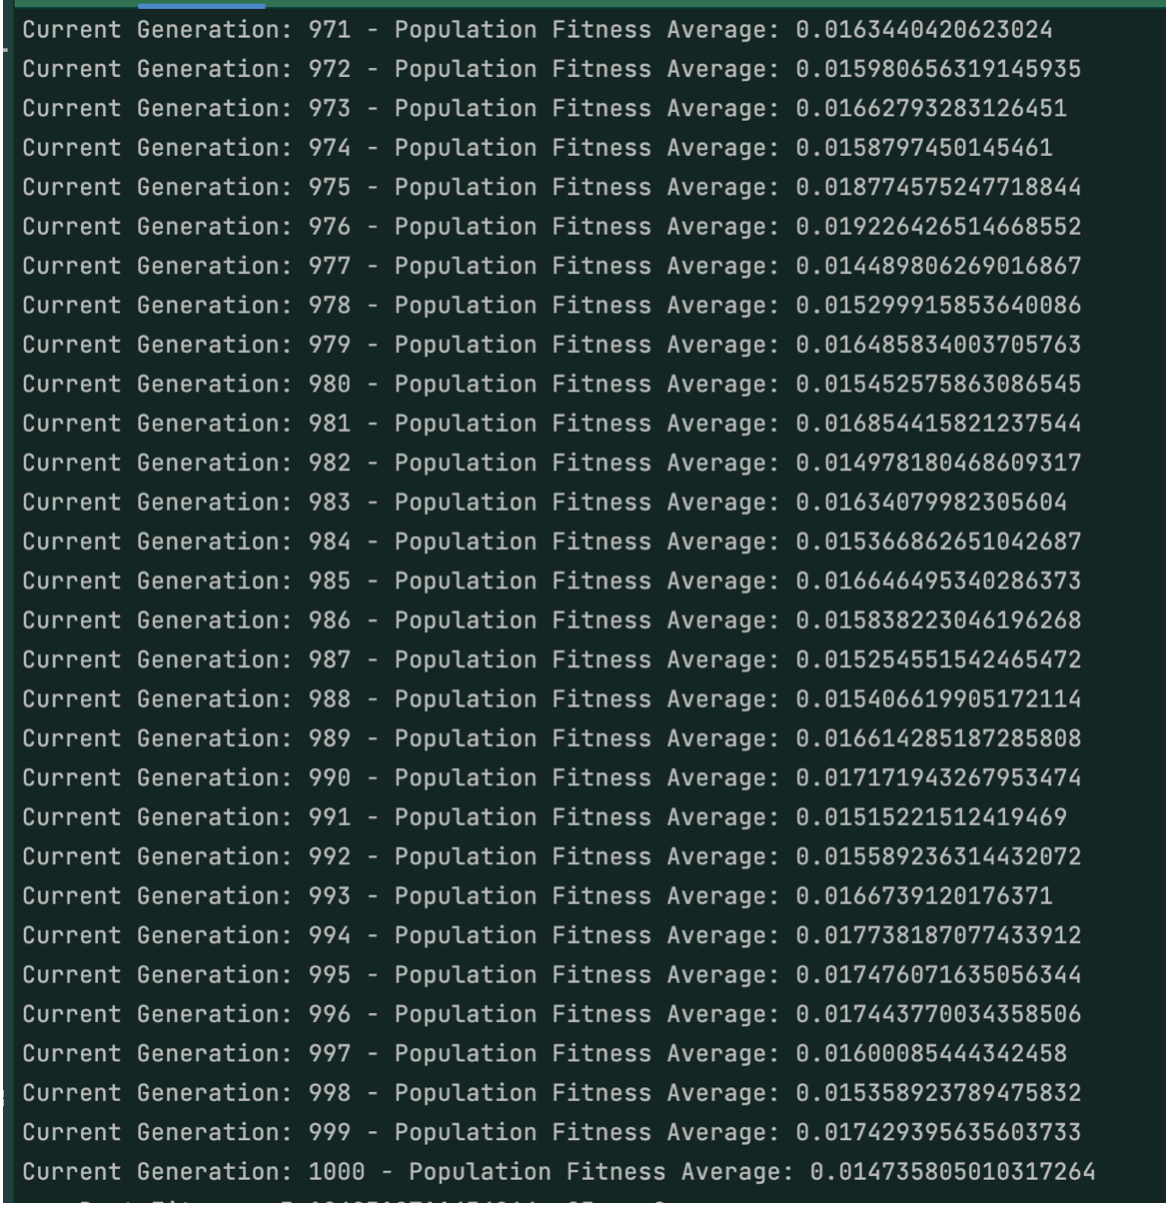 Current Generation: 971 - Population Fitness Average: 0.0163440420623024
Current Generation: 972 - Population Fitness Average: 0.015980656319145935
Current Generation: 973 - Population Fitness Average: 0.01662793283126451
Current Generation: 974 - Population Fitness Average: 0.0158797450145461
Current Generation: 975 - Population Fitness Average: 0.018774575247718844
Current Generation: 976 - Population Fitness Average: 0.019226426514668552
Current Generation: 977 - Population Fitness Average: 0.014489806269016867
Current Generation: 978 - Population Fitness Average: 0.015299915853640086
Current Generation: 979 - Population Fitness Average: 0.016485834003705763
Current Generation: 980 - Population Fitness Average: 0.015452575863086545
Current Generation: 981 - Population Fitness Average: 0.016854415821237544
Current Generation: 982 - Population Fitness Average: 0.014978180468609317
Current Generation: 983 - Population Fitness Average: 0.01634079982305604
Current Generation: 984 - Population Fitness Average: 0.015366862651042687
Current Generation: 985 - Population Fitness Average: 0.016646495340286373
Current Generation: 986 - Population Fitness Average: 0.015838223046196268
Current Generation: 987 - Population Fitness Average: 0.015254551542465472
Current Generation: 988 - Population Fitness Average: 0.015406619905172114
Current Generation: 989 - Population Fitness Average: 0.016614285187285808
Current Generation: 990 - Population Fitness Average: 0.017171943267953474
Current Generation: 991 - Population Fitness Average: 0.01515221512419469
Current Generation: 992 - Population Fitness Average: 0.015589236314432072
Current Generation: 993 - Population Fitness Average: 0.0166739120176371
Current Generation: 994 - Population Fitness Average: 0.017738187077433912
Current Generation: 995 - Population Fitness Average: 0.017476071635056344
Current Generation: 996 - Population Fitness Average: 0.017443770034358506
Current Generation: 997 - Population Fitness Average: 0.01600085444342458
Current Generation: 998 - Population Fitness Average: 0.015358923789475832
Current Generation: 999 - Population Fitness Average: 0.017429395635603733
Current Generation: 1000 - Population Fitness Average: 0.014735805010317264